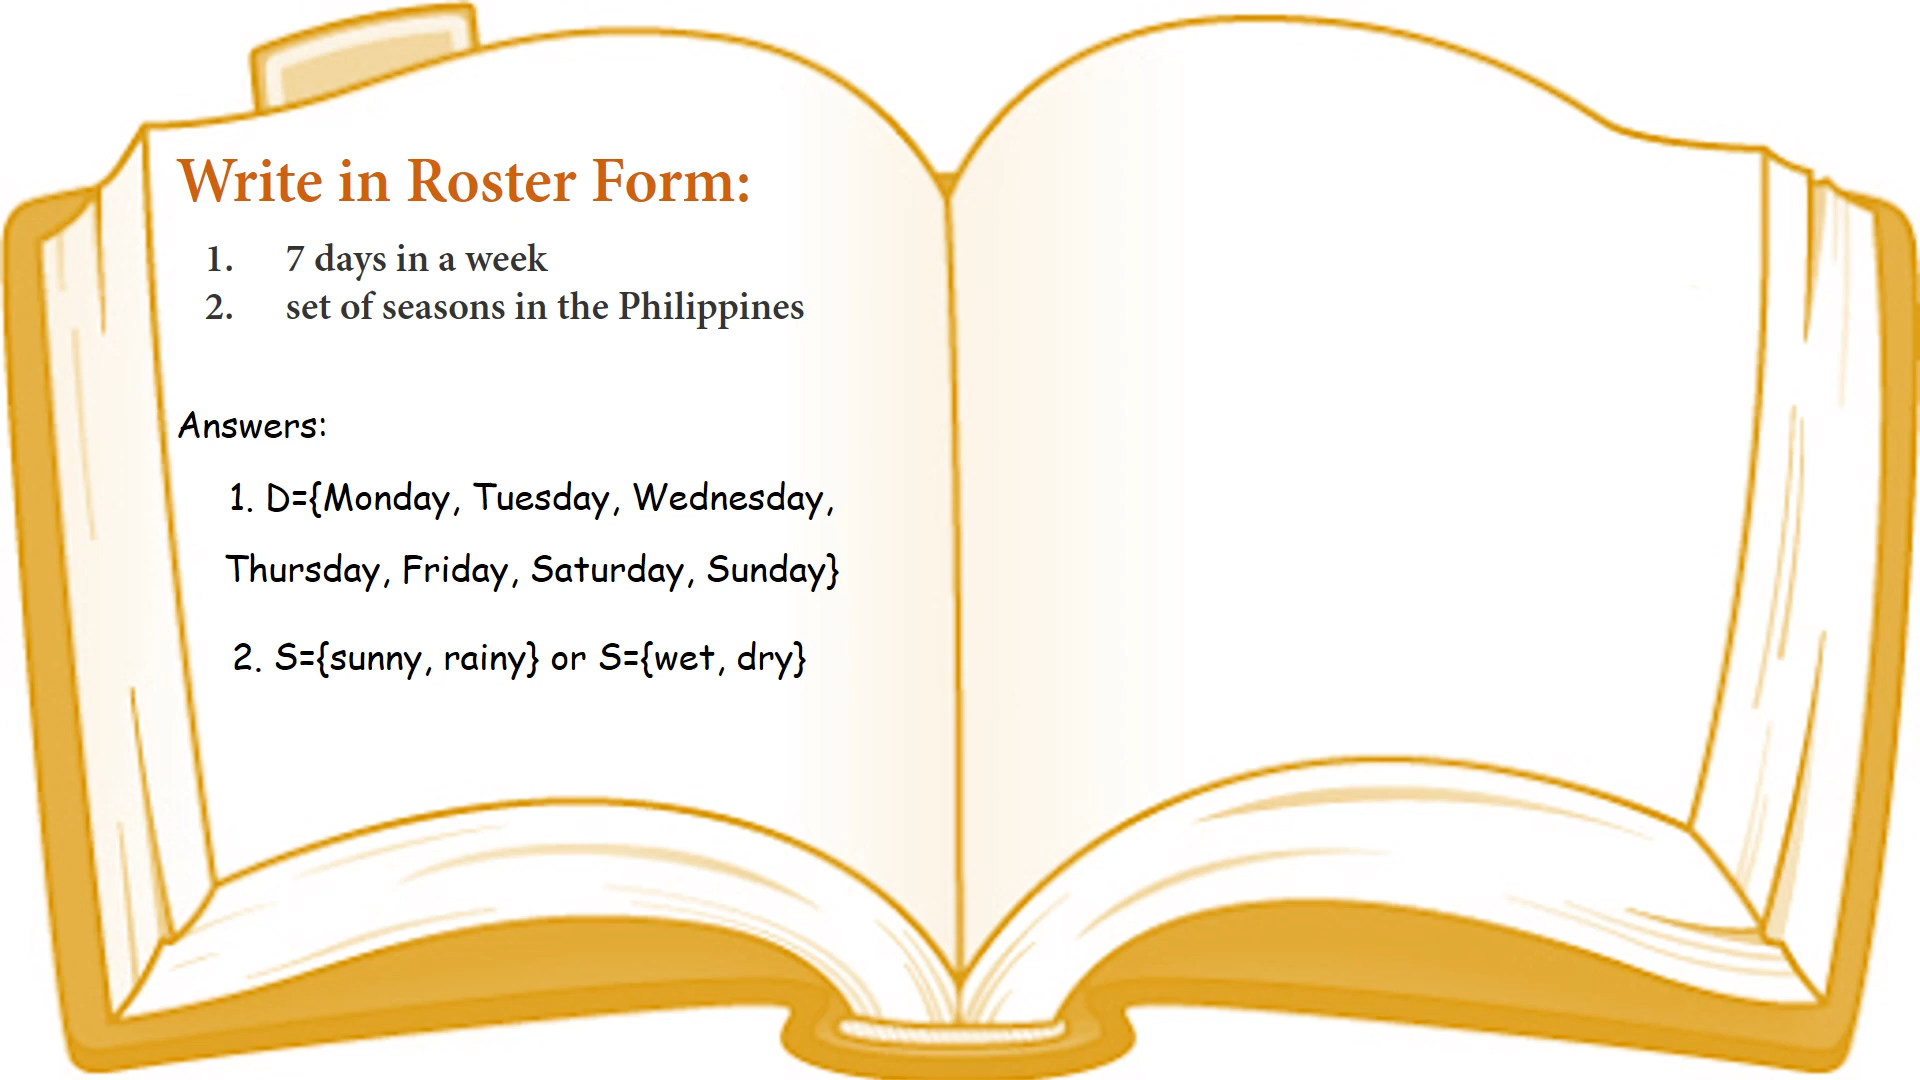 Write in Roster Form:
1. 7 days in a week
2. set of seasons in the Philippines
Answers:
1. D={Monday, Tuesday, Wednesday,
Thursday, Friday, Saturday, Sunday}
2. S={sunny, rainy} or S={wet, dry}